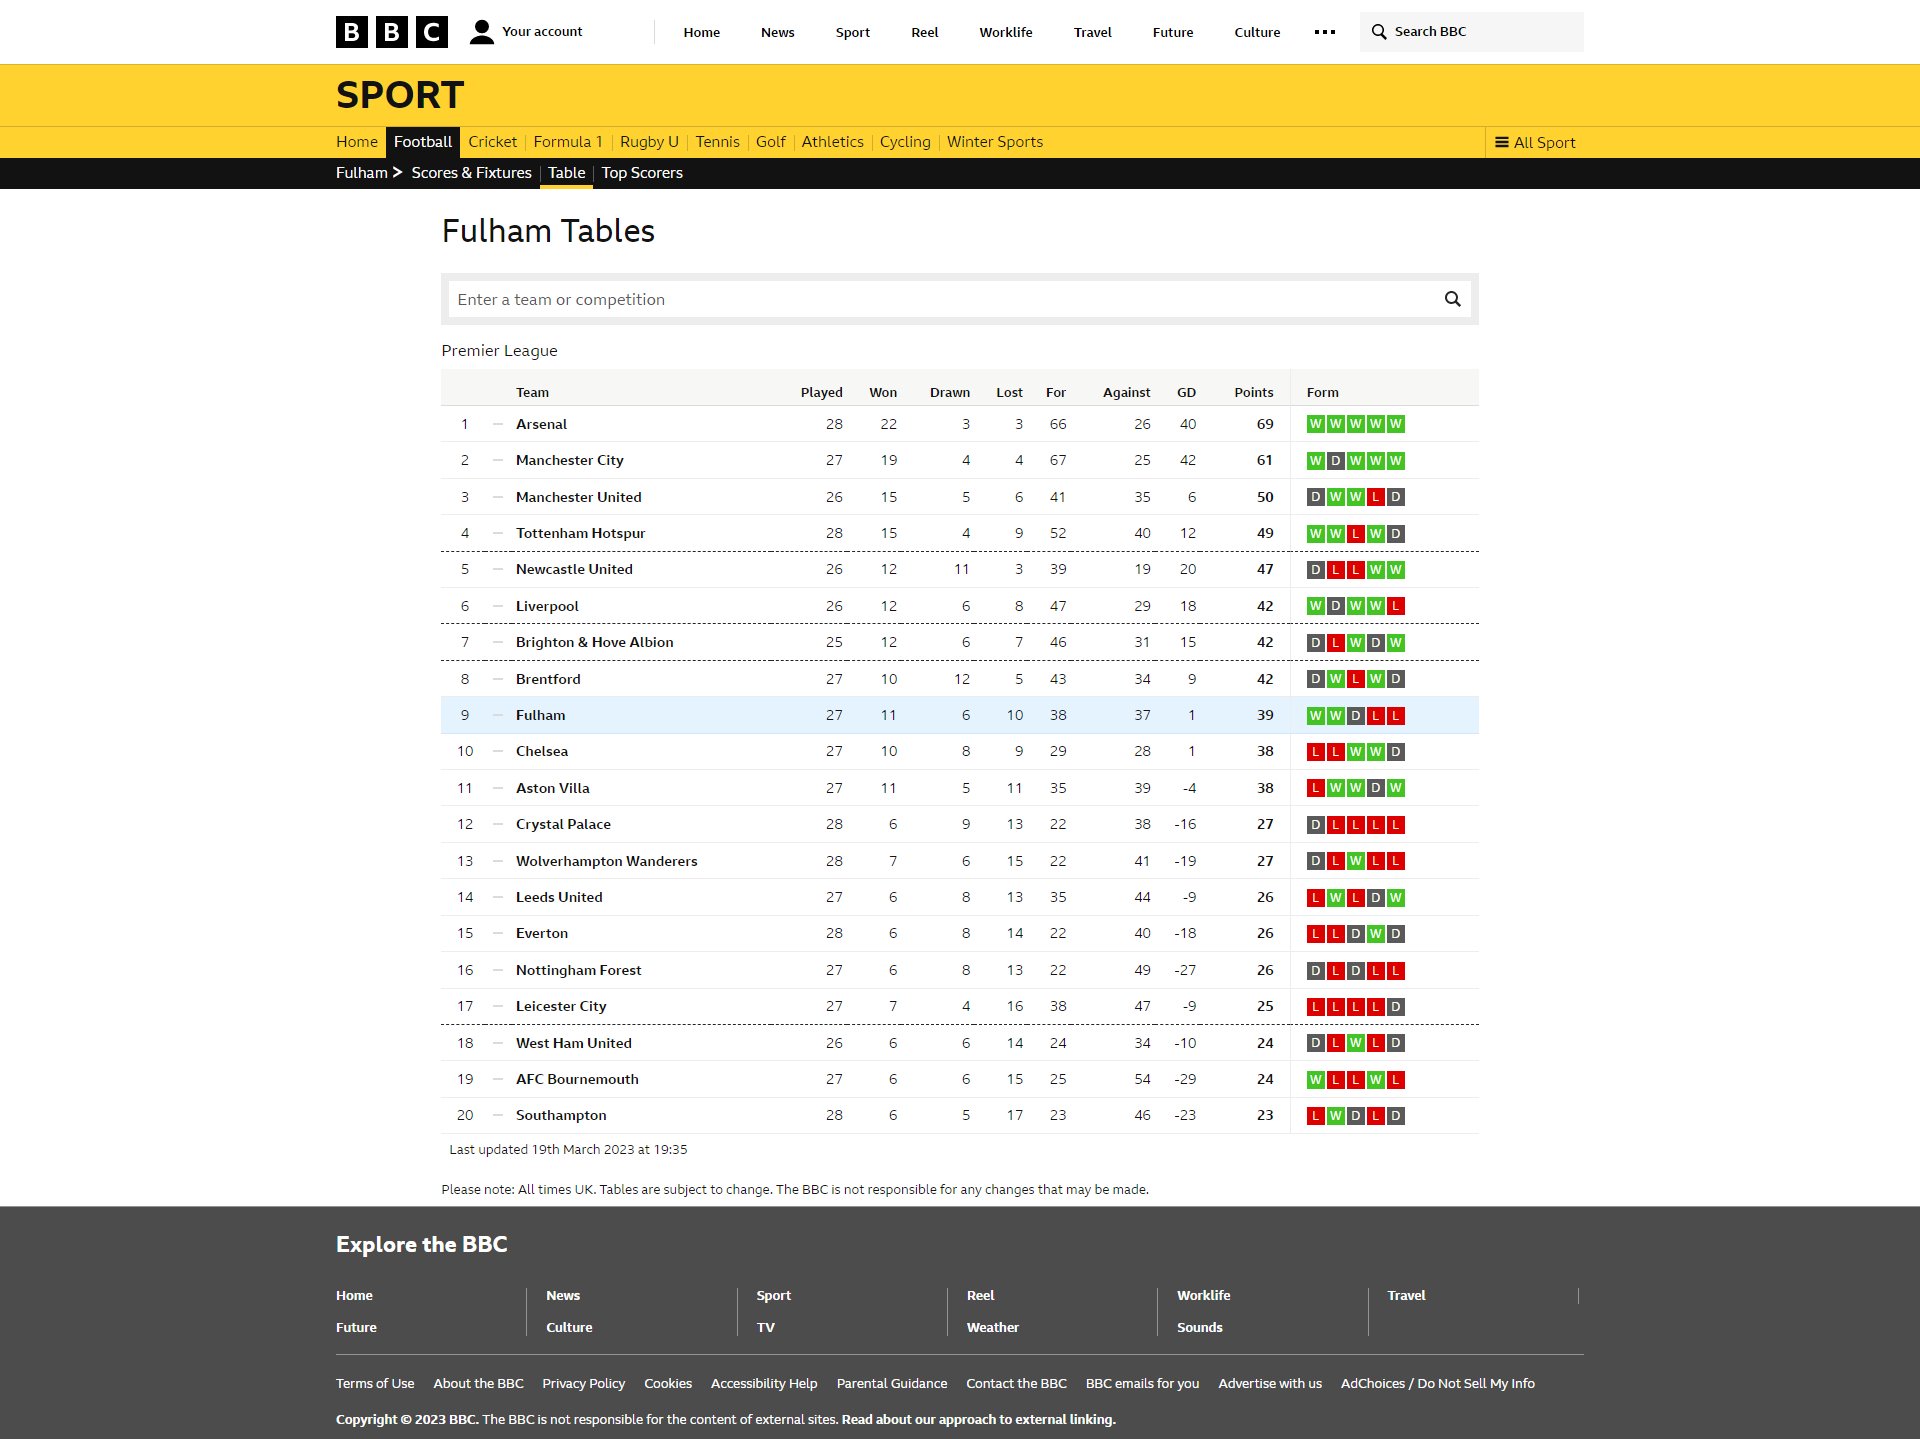 BBC Your account Home News Sport Reel Worklife Travel Future Culture Search BBC
SPORT
Home Football Cricket Formula 1 Rugby U Tennis Golf Athletics Cycling Winter Sports All Sport
Fulham Scores & Fixtures Table Top Scorers
Fulham Tables
Enter a team or competition
Premier League
Team Played Won Drawn Lost For Against GD Points Form
1 Arsenal 28 22 3 3 66 26 40 69 W W W W W
2 Manchester City 27 19 4 4 67 25 42 61 W D W W W
3 Manchester United 26 15 5 6 41 35 6 50 D W W L D
4 Tottenham Hotspur 28 15 4 9 52 40 12 49 W W L W D
5 Newcastle United 26 12 11 3 39 19 20 47 D L L W W
6 Liverpool 26 12 6 8 47 29 18 42 W D W W L
7 Brighton & Hove Albion 25 12 6 7 46 31 15 42 D L W D W
8 Brentford 27 10 12 5 43 34 9 42 D W L W D
9 Fulham 27 11 6 10 38 37 1 39 W W D L L
10 Chelsea 27 10 8 9 29 28 1 38 L L W W D
11 Aston Villa 27 11 5 11 35 39 -4 38 L W W D W
12 Crystal Palace 28 6 9 13 22 38 -16 27 D L L L L
13 Wolverhampton Wanderers 28 7 6 15 22 41 -19 27 D L W L L
14 Leeds United 27 6 8 13 35 44 -9 26 L W L D W
15 Everton 28 6 8 14 22 40 -18 26 L L D W D
16 Nottingham Forest 27 6 8 13 22 49 -27 26 D L D L L
17 Leicester City 27 7 4 16 38 47 -9 25 L L L L D
18 West Ham United 26 6 6 14 24 34 -10 24 D L W L D
19 AFC Bournemouth 27 6 6 15 25 54 -29 24 W L L W L
20 Southampton 28 6 5 17 23 46 -23 23 L W D L D
Last updated 19th March 2023 at 19:35
Please note: All times UK. Tables are subject to change. The BBC is not responsible for any changes that may be made.
Explore the BBC
Home News Sport Reel Worklife Travel
Future Culture TV Weather Sounds
Terms of Use About the BBC Privacy Policy Cookies Accessibility Help Parental Guidance Contact the BBC BBC emails for you Advertise with us AdChoices / Do Not Sell My Info
Copyright © 2023 BBC. The BBC is not responsible for the content of external sites. Read about our approach to external linking.